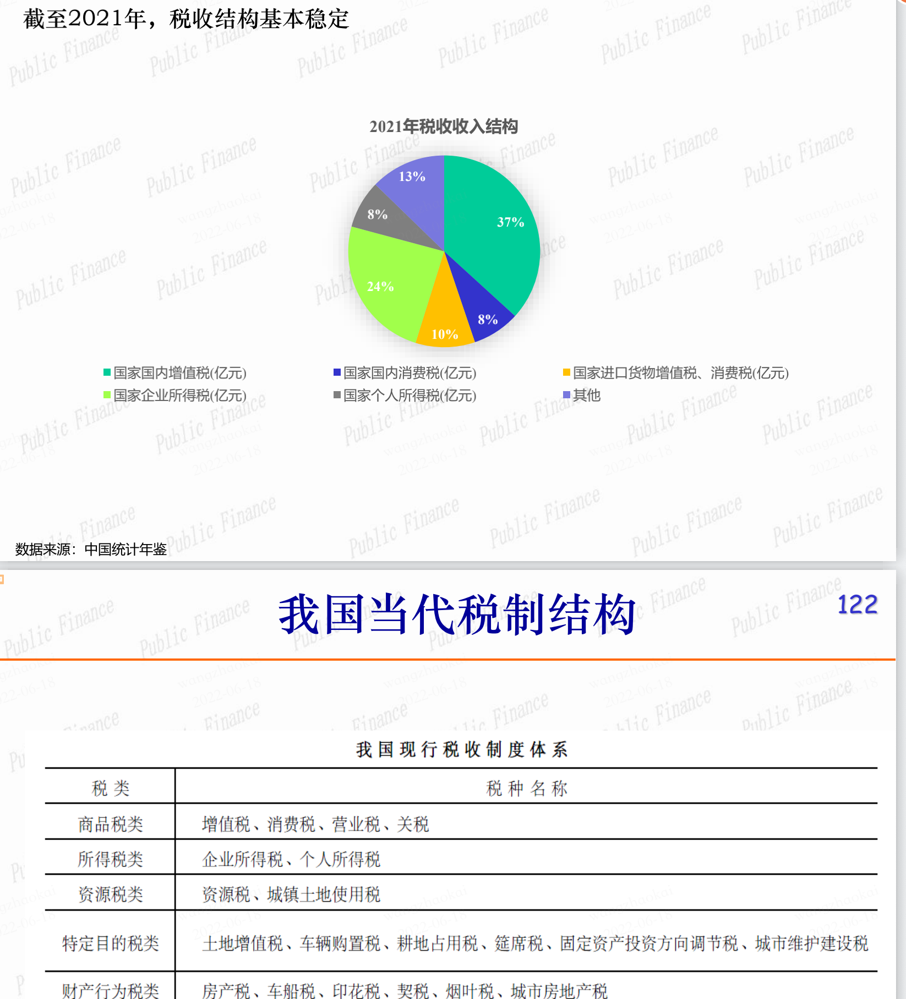 截至2021年，税收结构基本稳定
2021年税收收入结构
13%
37%
8%
24%
8%
10%
国家国内增值税(亿元)
国家国内消费税(亿元)
国家进口货物增值税、消费税(亿元)
国家企业所得税(亿元)
国家个人所得税(亿元)
其他
数据来源：中国统计年鉴
我国当代税制结构
122
我国现行税收制度体系
税类 税种名称
商品税类 增值税、消费税、营业税、关税
所得税类 企业所得税、个人所得税
资源税类 资源税、城镇土地使用税
特定目的税类 土地增值税、车辆购置税、耕地占用税、筵席税、固定资产投资方向调节税、城市维护建设税
财产行为税类 房产税、车船税、印花税、契税、烟叶税、城市房地产税
Public Finance
wangzhaokai
2022-06-18